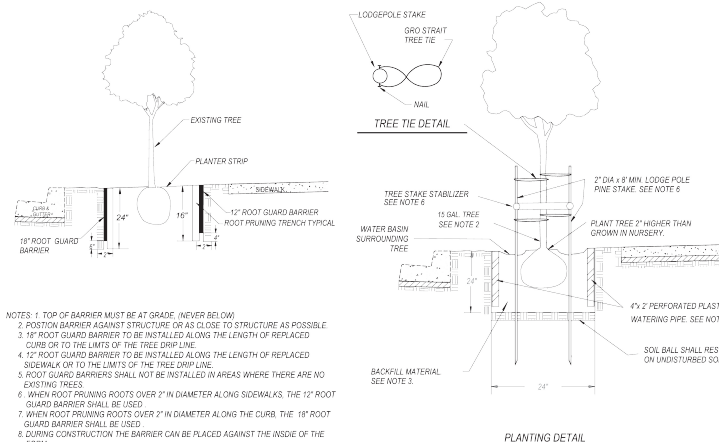 EXISTING TREE
PLANTER STRIP
SIDEWALK
CURB &
GUTTER
24"
16"
12" ROOT GUARD BARRIER
ROOT PRUNING TRENCH TYPICAL
18" ROOT GUARD
BARRIER
2"
4"
2"
4"
NOTES: 1. TOP OF BARRIER MUST BE AT GRADE, (NEVER BELOW)
2. POSTION BARRIER AGAINST STRUCTURE OR AS CLOSE TO STRUCTURE AS POSSIBLE.
3. 18" ROOT GUARD BARRIER TO BE INSTALLED ALONG THE LENGTH OF REPLACED
CURB OR TO THE LIMTS OF THE TREE DRIP LINE.
4. 12" ROOT GUARD BARRIER TO BE INSTALLED ALONG THE LENGTH OF REPLACED
SIDEWALK OR TO THE LIMITS OF THE TREE DRIP LINE.
5. ROOT GUARD BARRIERS SHALL NOT BE INSTALLED IN AREAS WHERE THERE ARE NO
EXISTING TREES.
6 . WHEN ROOT PRUNING ROOTS OVER 2" IN DIAMETER ALONG SIDEWALKS, THE 12" ROOT
GUARD BARRIER SHALL BE USED
7. WHEN ROOT PRUNING ROOTS OVER 2" IN DIAMETER ALONG THE CURB, THE 18" ROOT
GUARD BARRIER SHALL BE USED .
8. DURING CONSTRUCTION THE BARRIER CAN BE PLACED AGAINST THE INSDIE OF THE
LODGEPOLE STAKE
GRO STRAIT
TREE TIE
NAIL
TREE TIE DETAIL
2" DIA x 8' MIN. LODGE POLE
PINE STAKE. SEE NOTE 6
TREE STAKE STABILIZER
SEE NOTE 6
15 GAL. TREE
SEE NOTE 2
PLANT TREE 2" HIGHER THAN
GROWN IN NURSERY.
WATER BASIN
SURROUNDING
TREE
24"
4"x 2' PERFORATED PLAST
WATERING PIPE. SEE NOT
SOIL BALL SHALL RES
ON UNDISTURBED SO
BACKFILL MATERIAL
SEE NOTE 3.
24"
PLANTING DETAIL